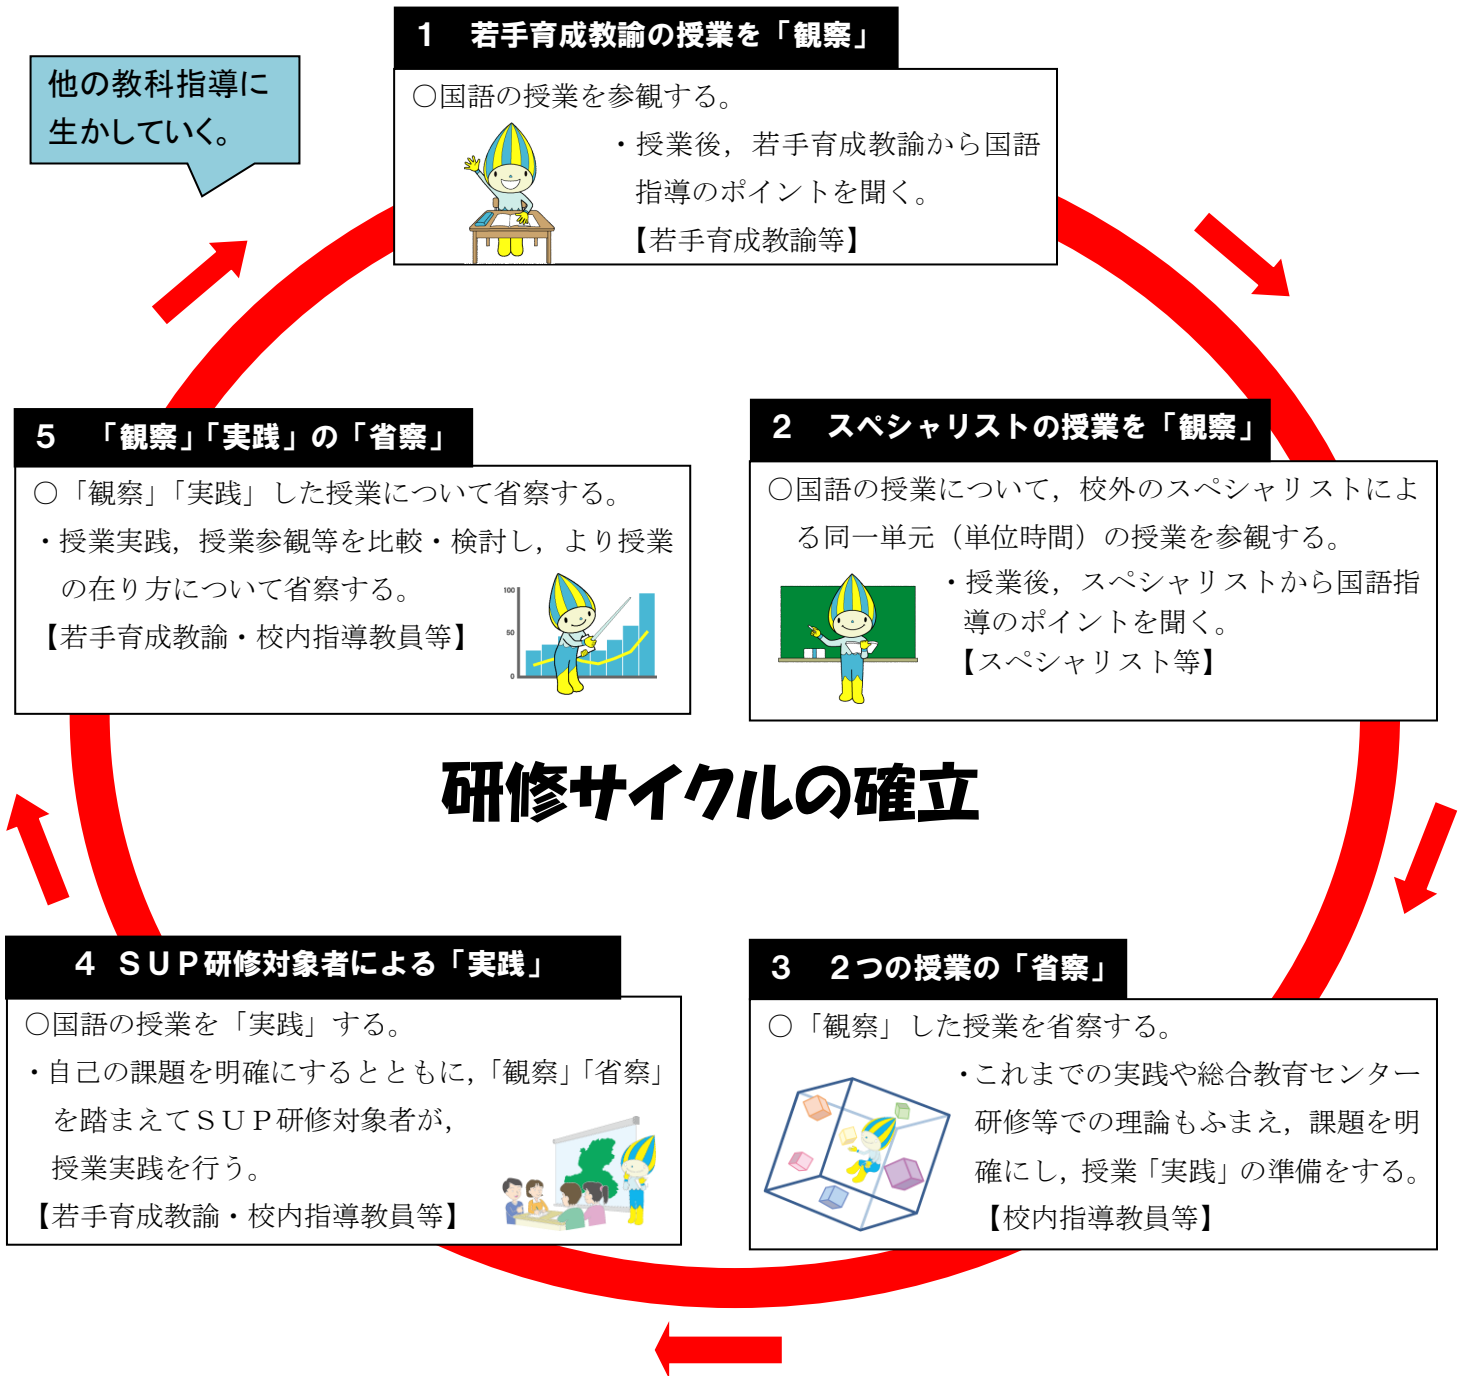 1　若手育成教諭の授業を「観察」
○国語の授業を参観する。
・授業後，若手育成教諭から国語
指導のポイントを聞く。
【若手育成教諭等】
他の教科指導に
生かしていく。
2　スペシャリストの授業を「観察」
○国語の授業について，校外のスペシャリストによ
る同一単元（単位時間）の授業を参観する。
・授業後，スペシャリストから国語指
導のポイントを聞く。
【スペシャリスト等】
5　「観察」「実践」の「省察」
○「観察」「実践」した授業について省察する。
・授業実践，授業参観等を比較・検討し，より授業
の在り方について省察する。
【若手育成教諭・校内指導教員等】
100
50
0
研修サイクルの確立
3　２つの授業の「省察」
○「観察」した授業を省察する。
・これまでの実践や総合教育センター
研修等での理論もふまえ，課題を明
確にし，授業「実践」の準備をする。
【校内指導教員等】
4 ＳＵＰ研修対象者による「実践」
○国語の授業を「実践」する。
・自己の課題を明確にするとともに，「観察」「省察」
を踏まえてＳＵＰ研修対象者が，
授業実践を行う。
【若手育成教諭・校内指導教員等】